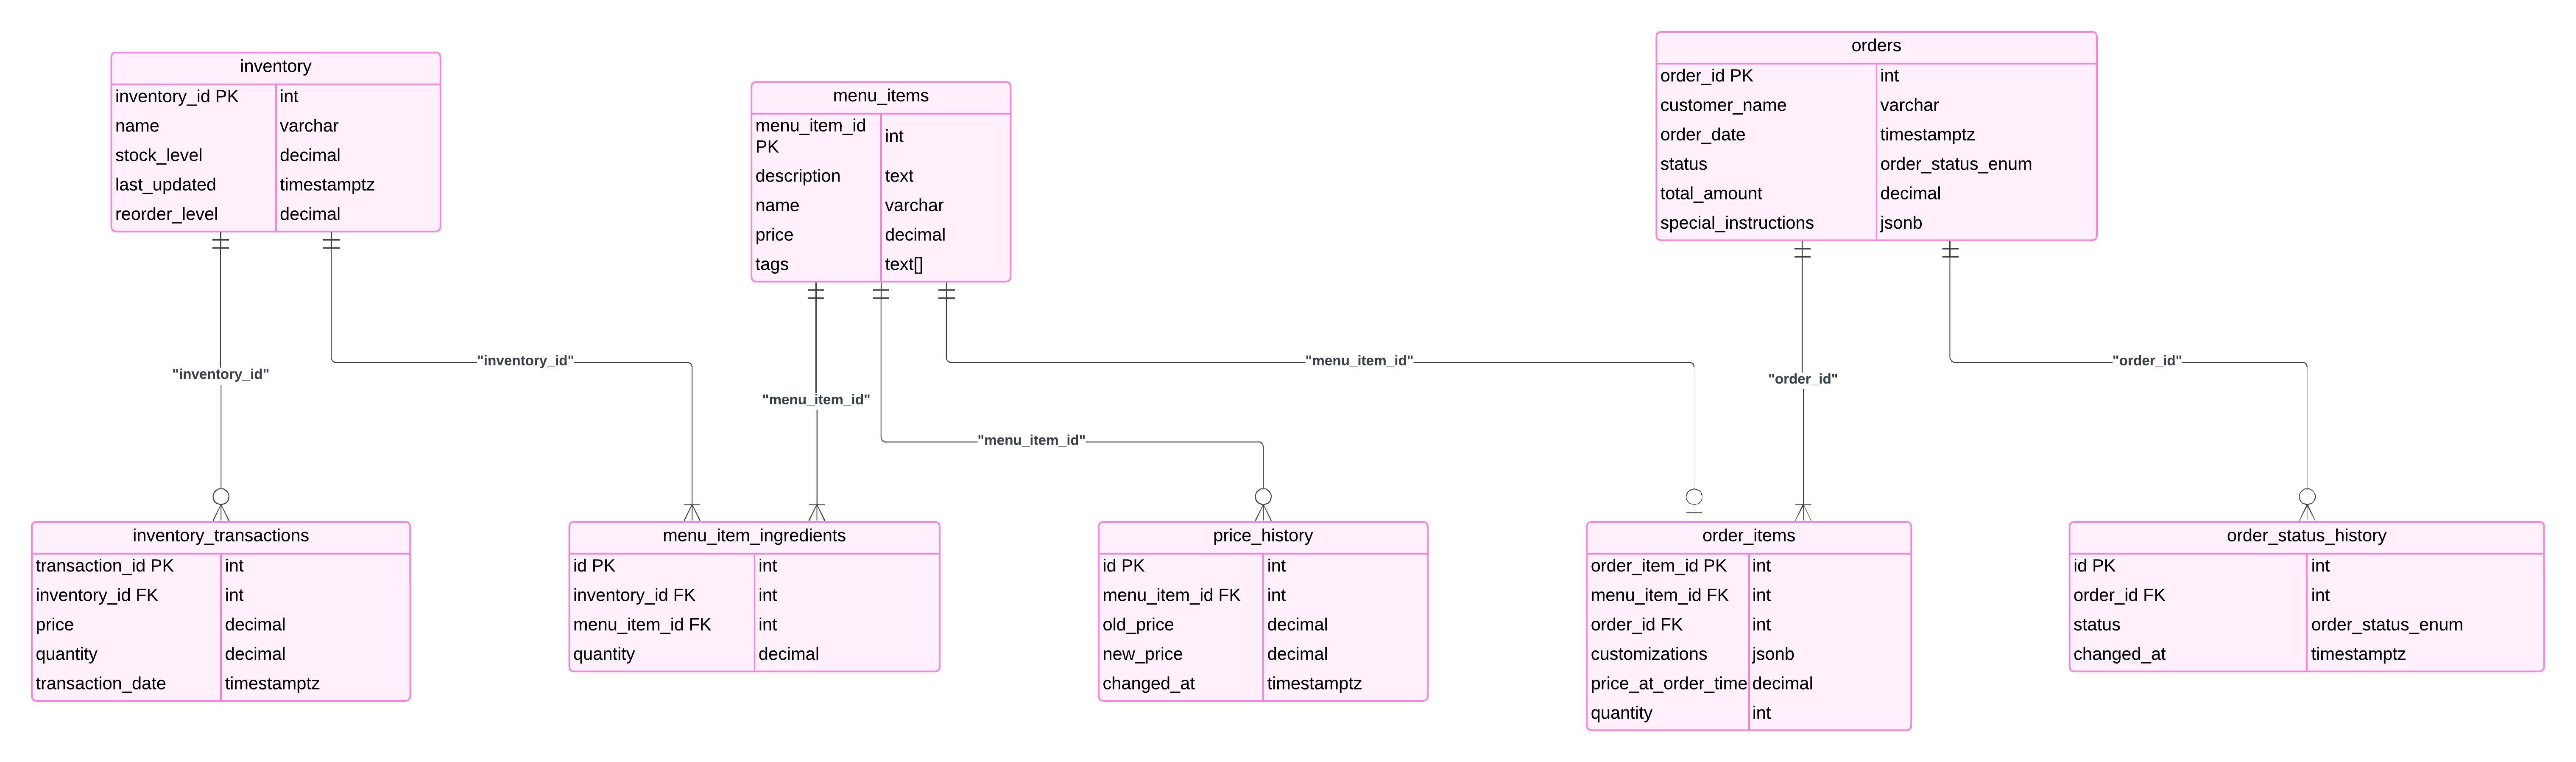 inventory
inventory_id PK int
name varchar
stock_level decimal
last_updated timestamptz
reorder_level decimal
menu_items
menu_item_id
PK
int
description text
name varchar
price decimal
tags text[]
orders
order_id PK int
customer_name varchar
order_date timestamptz
status order_status_enum
total_amount decimal
special_instructions jsonb
"inventory_id"
"inventory_id"
"menu_item_id"
"menu_item_id"
"menu_item_id"
"order_id"
"order_id"
inventory_transactions
transaction_id PK int
inventory_id FK int
price decimal
quantity decimal
transaction_date timestamptz
menu_item_ingredients
id PK int
inventory_id FK int
menu_item_id FK int
quantity decimal
price_history
id PK int
menu_item_id FK int
old_price decimal
new_price decimal
changed_at timestamptz
order_items
order_item_id PK int
menu_item_id FK int
order_id FK int
customizations jsonb
price_at_order_time decimal
quantity int
order_status_history
id PK int
order_id FK int
status order_status_enum
changed_at timestamptz